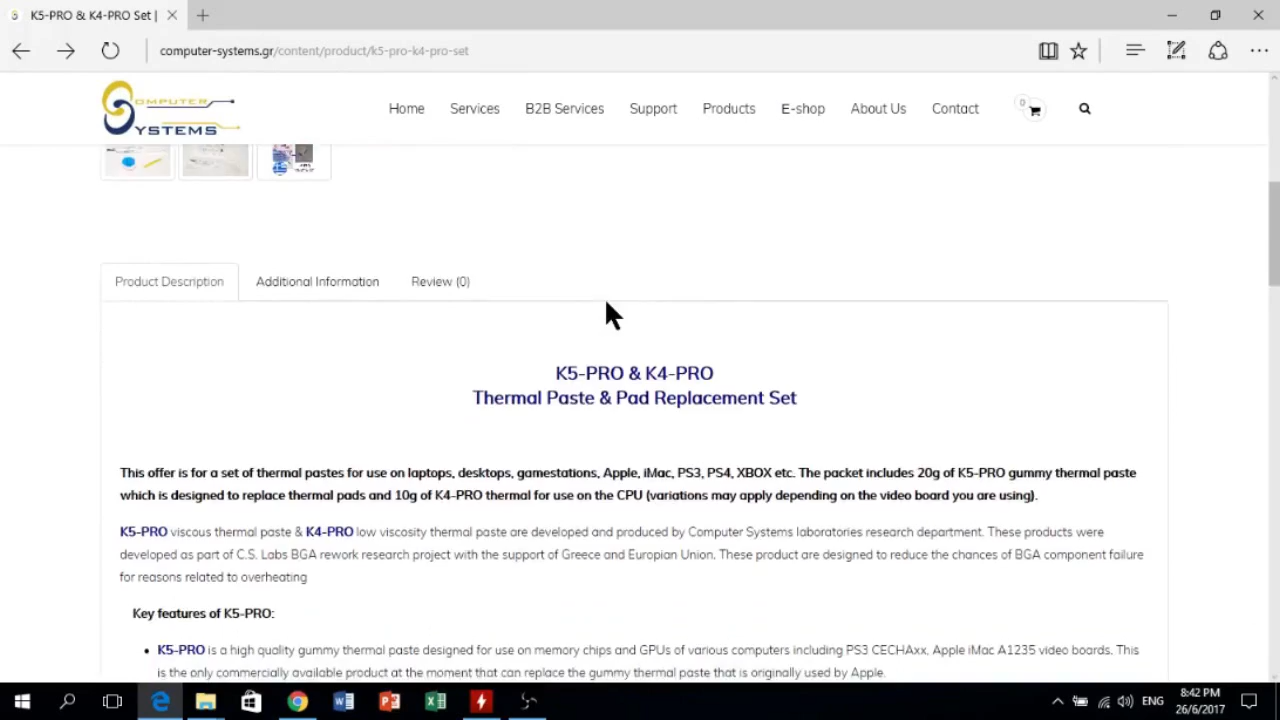 K5-PRO & K4-PRO Set |
computer-systems.gr/content/product/k5-pro-k4-pro-set
COMPUTER
SYSTEMS
Home Services B2B Services Support Products E-shop About Us Contact 0
Product Description Additional Information Review (0)
K5-PRO & K4-PRO
Thermal Paste & Pad Replacement Set
This offer is for a set of thermal pastes for use on laptops, desktops, gamestations, Apple, iMac, PS3, PS4, XBOX etc. The packet includes 20g of K5-PRO gummy thermal paste
which is designed to replace thermal pads and 10g of K4-PRO thermal for use on the CPU (variations may apply depending on the video board you are using).
K5-PRO viscous thermal paste & K4-PRO low viscosity thermal paste are developed and produced by Computer Systems laboratories research department. These products were
developed as part of C.S. Labs BGA rework research project with the support of Greece and Europian Union. These product are designed to reduce the chances of BGA component failure
for reasons related to overheating
Key features of K5-PRO:
• K5-PRO is a high quality gummy thermal paste designed for use on memory chips and GPUs of various computers including PS3 CECHAxx, Apple iMac A1235 video boards. This
is the only commercially available product at the moment that can replace the gummy thermal paste that is originally used by Apple.
ENG
8:42 PM
26/6/2017